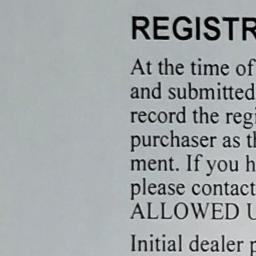 REGISTR
At the time of
and submitted
record the regi
purchaser as th
ment. If you h
please contact
ALLOWED U
Initial dealer p